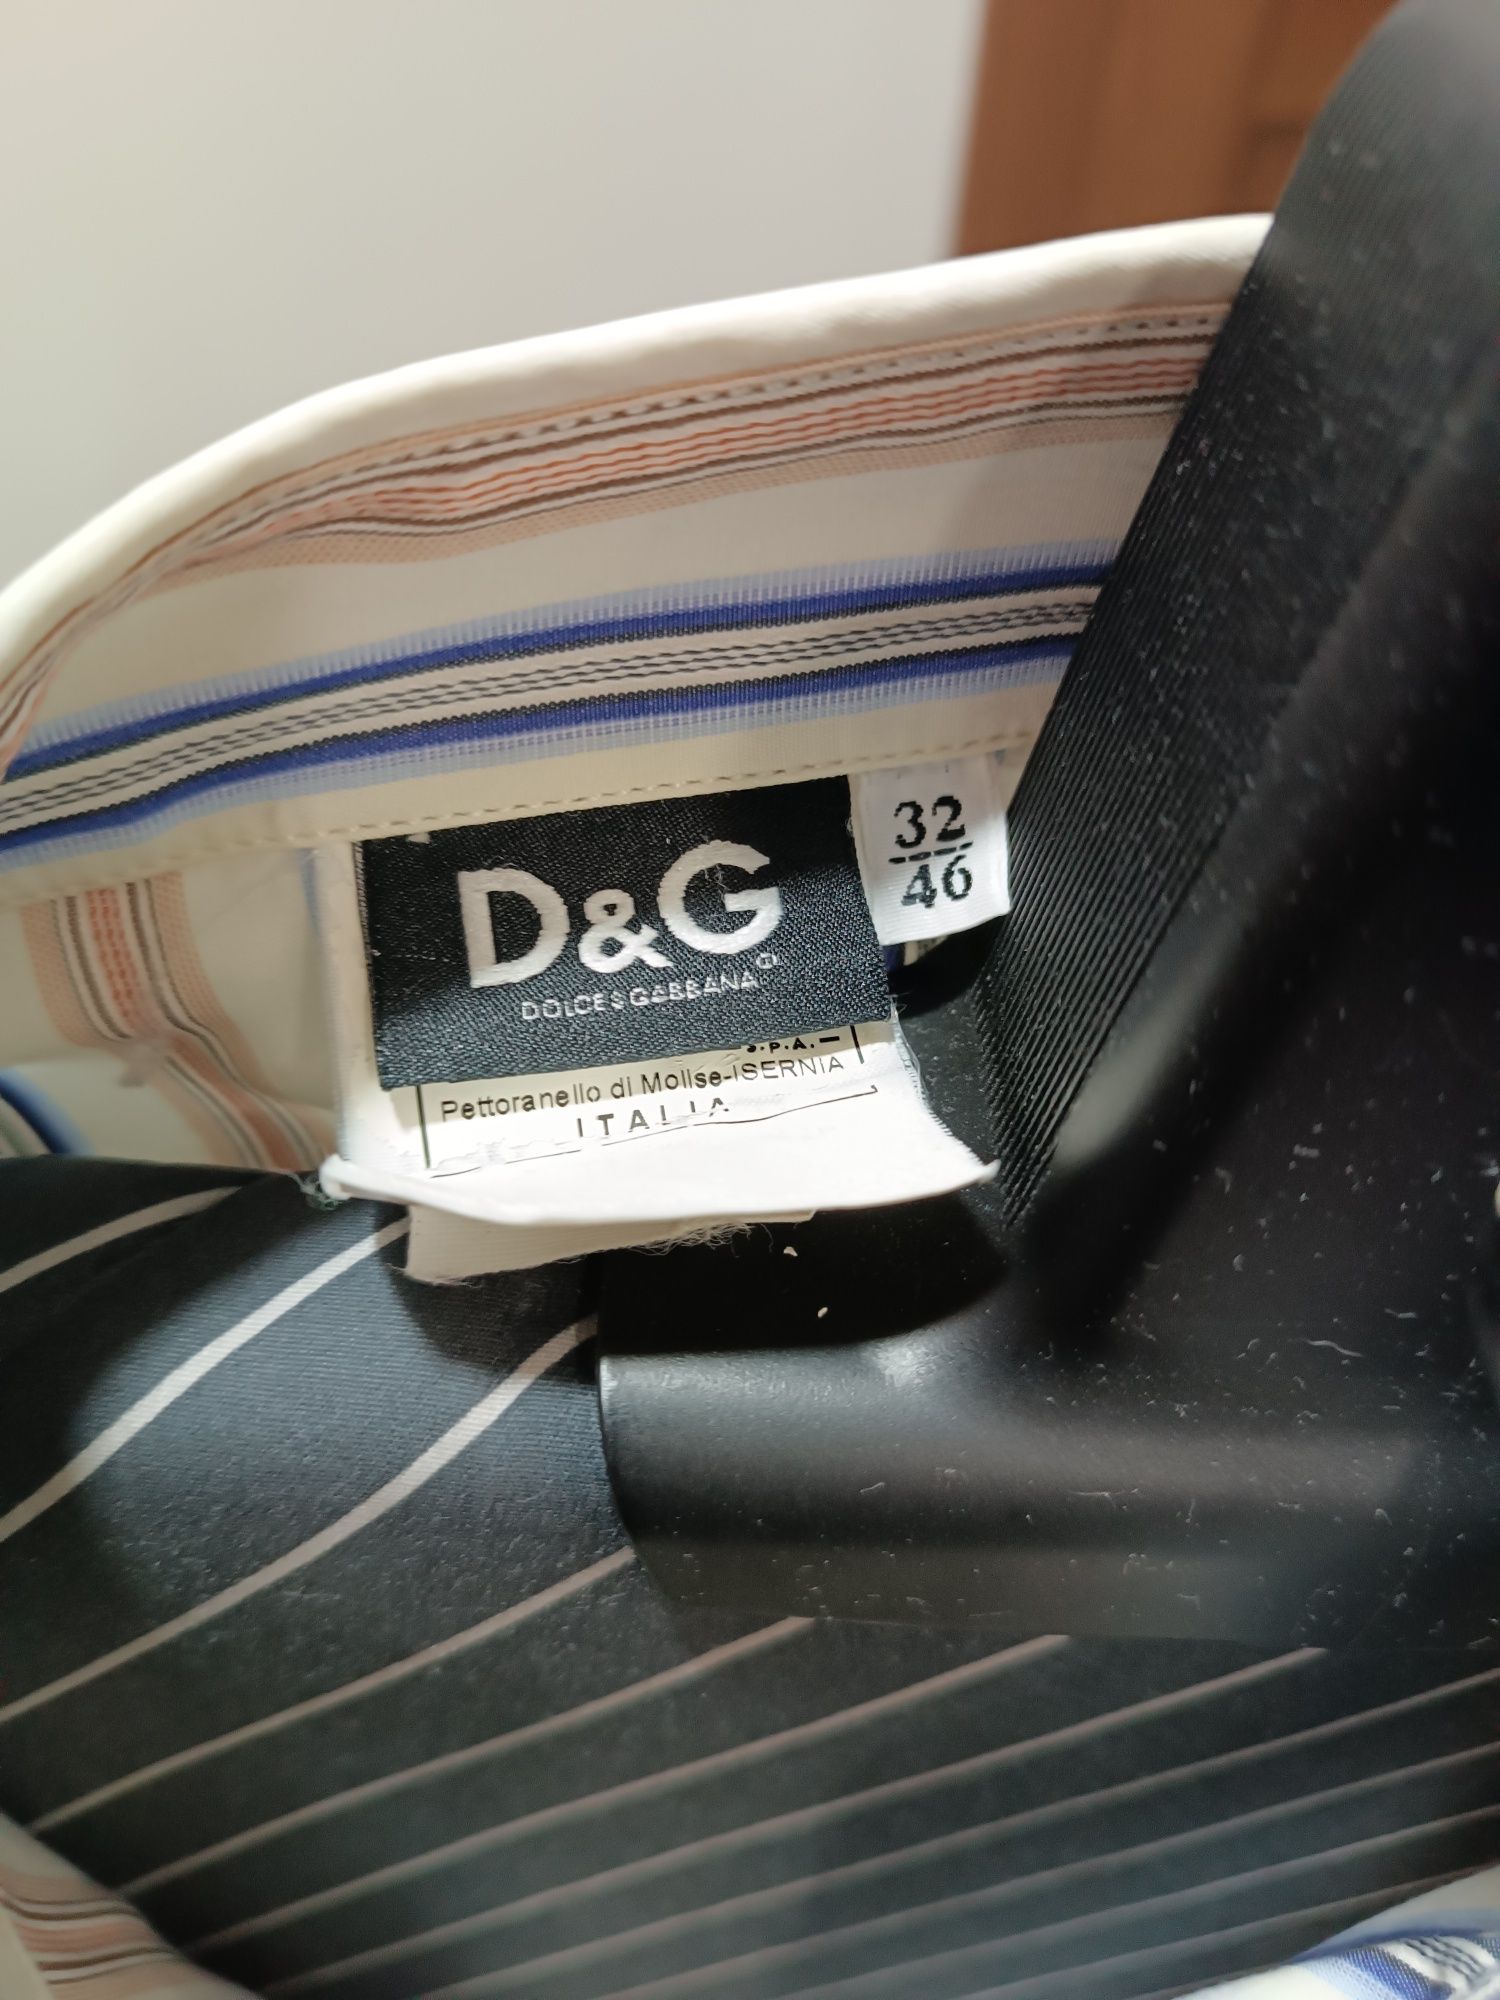 D&G
DOLCE & GABBANA
32
46
S.P.A.
Pettoranello di Molise-ISERNIA
ITALIA